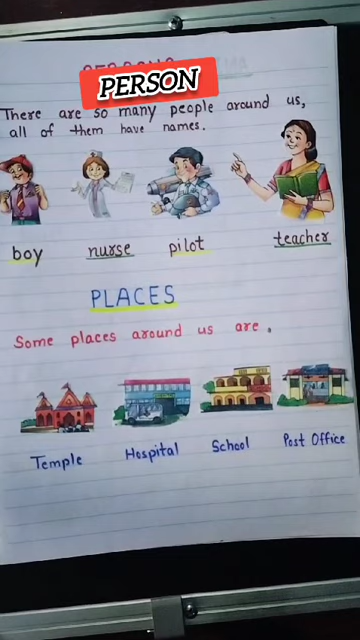 PERSON
There are so many people around us,
all of them have names.
boy nurse pilot teacher
PLACES
Some places around us are.
Temple Hospital School Post Office